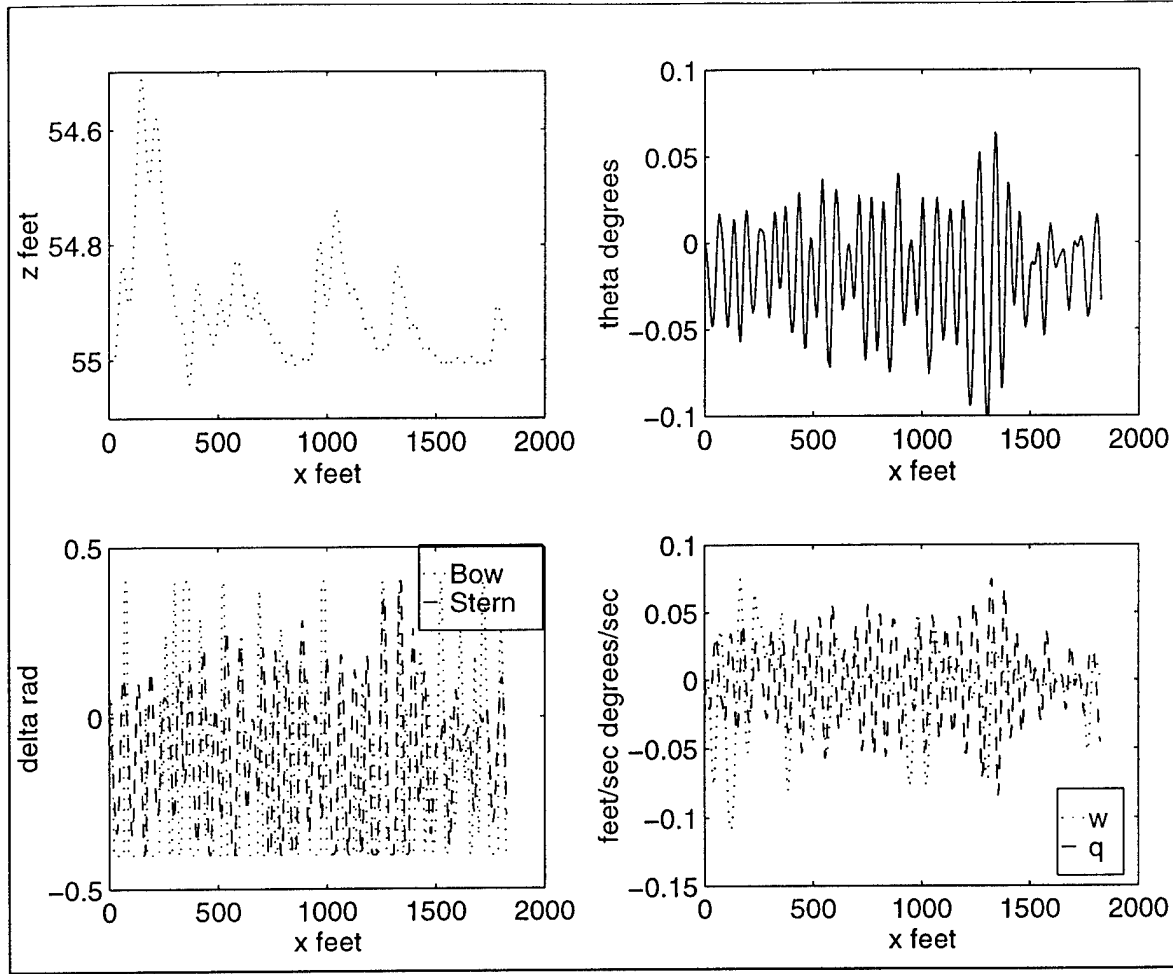 z feet
54.6
54.8
55
0 500 1000 1500 2000
x feet
theta degrees
0.1
0.05
0
−0.05
−0.1
0 500 1000 1500 2000
x feet
delta rad
0.5
0
−0.5
Bow
Stern
0 500 1000 1500 2000
x feet
feet/sec degrees/sec
0.1
0.05
0
−0.05
−0.1
−0.15
w
q
0 500 1000 1500 2000
x feet